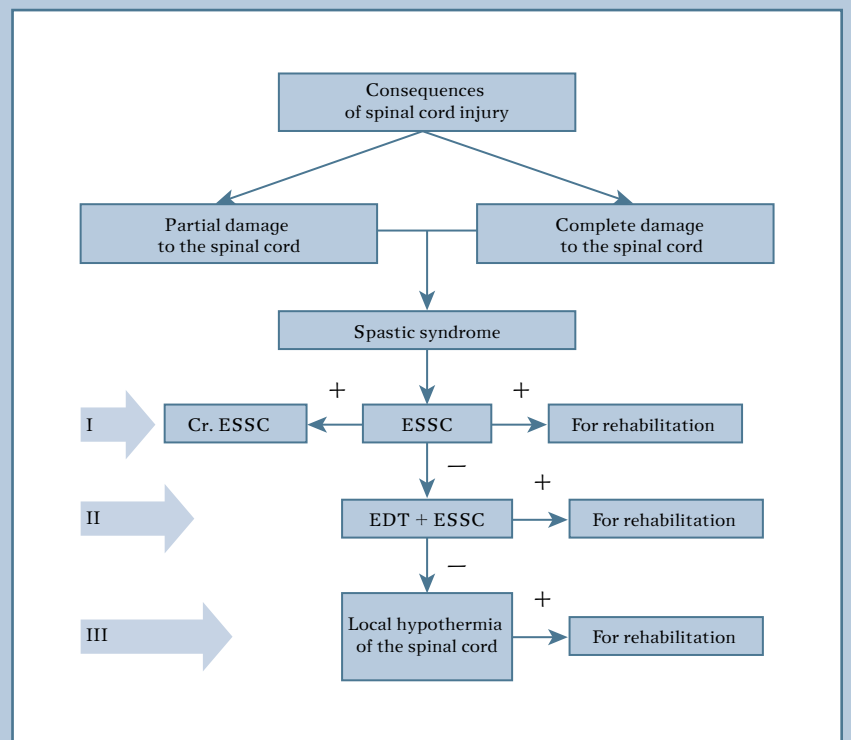 Consequences
of spinal cord injury
Partial damage
to the spinal cord
Complete damage
to the spinal cord
Spastic syndrome
+
+
I
Cr. ESSC
ESSC
For rehabilitation
–
+
II
EDT + ESSC
For rehabilitation
–
+
III
Local hypothermia
of the spinal cord
For rehabilitation